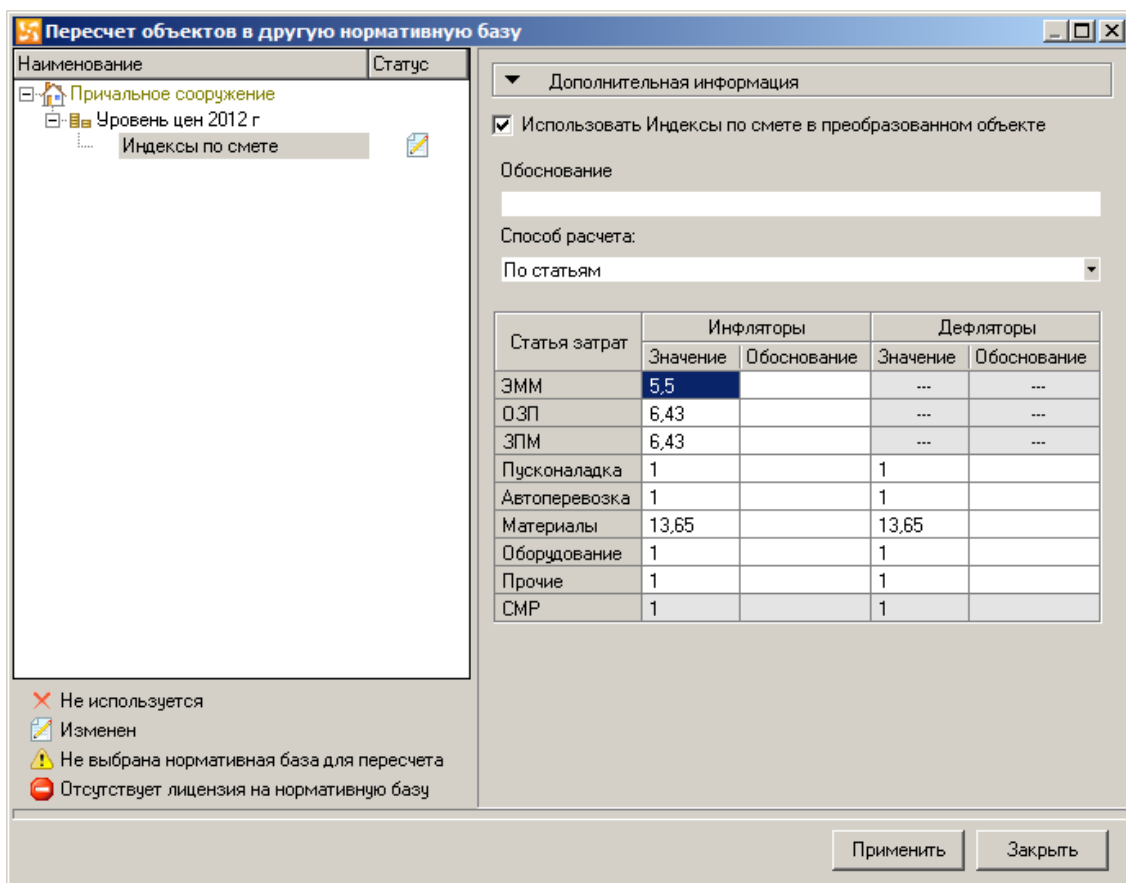 Пересчет объектов в другую нормативную базу
Наименование Статус
Причальное сооружение
Уровень цен 2012 г
Индексы по смете
Дополнительная информация
Использовать Индексы по смете в преобразованном объекте
Обоснование
Способ расчета:
По статьям
Статья затрат Инфляторы Дефляторы
Значение Обоснование Значение Обоснование
ЭММ 5,5 --- ---
ОЗП 6,43 --- ---
ЗПМ 6,43 --- ---
Пусконаладка 1 1
Автоперевозка 1 1
Материалы 13,65 13,65
Оборудование 1 1
Прочие 1 1
СМР 1 1
Не используется
Изменен
Не выбрана нормативная база для пересчета
Отсутствует лицензия на нормативную базу
Применить Закрыть